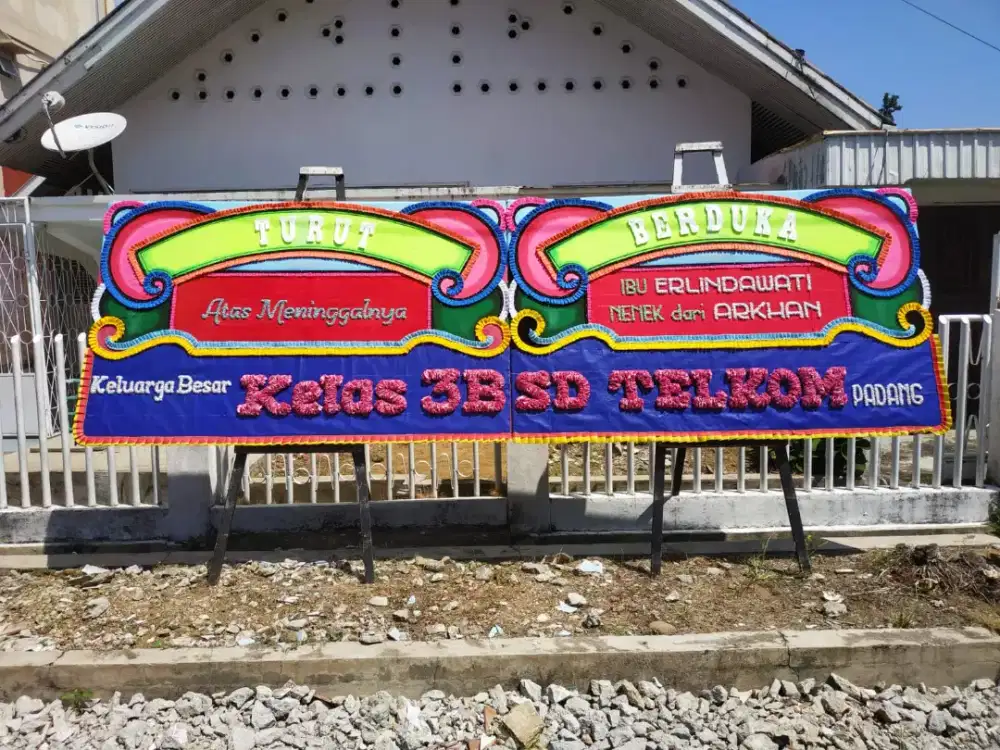 TURUT BERDUKA
Atas Meninggalnya
IBU ERLINDAWATI
NENEK dari ARKHAN
Keluarga Besar Kelas 3B SD TELKOM PADANG